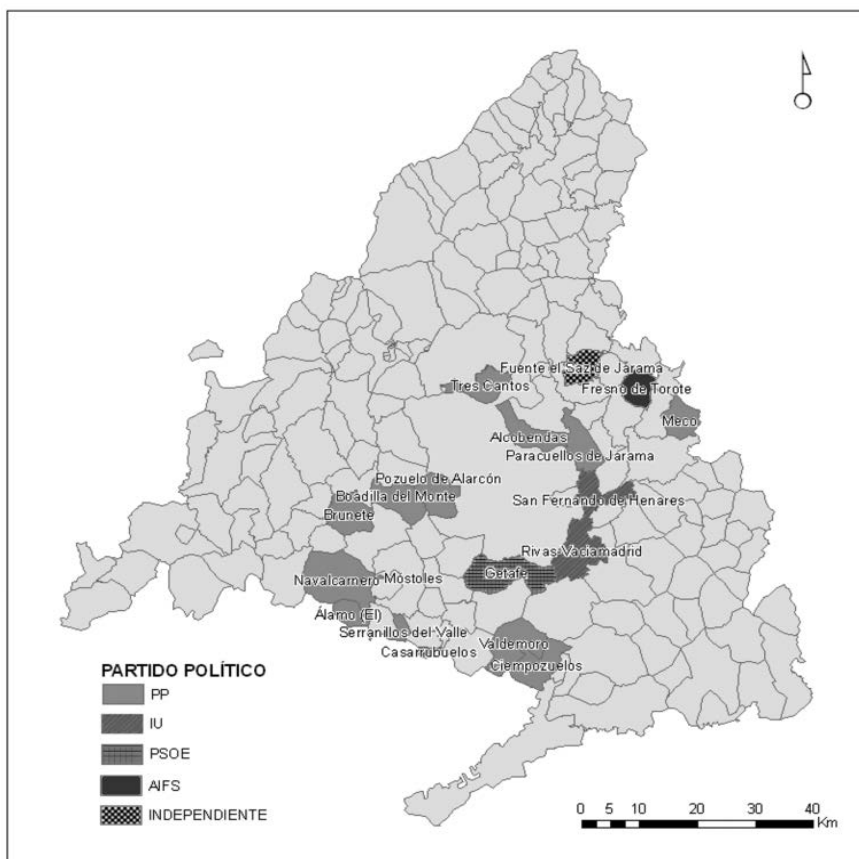 Fuente el Saz de Jarama
Tres Cantos
Fresno de Torote
Meco
Alcobendas
Paracuellos de Jarama
Pozuelo de Alarcón
Boadilla del Monte
San Fernando de Henares
Brunete
Rivas Vaciamadrid
Getafe
Navalcarnero
Móstoles
Álamo (El)
Serranillos del Valle
Valdemoro
Casarrubuelos
Ciempozuelos
PARTIDO POLÍTICO
PP
IU
PSOE
AIFS
INDEPENDIENTE
0 5 10 20 30 40
Km